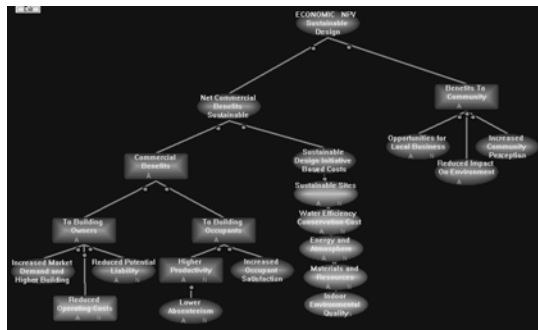 Exit
ECONOMIC NPV
Sustainable
Design
Net Commercial
Benefits
Sustainable
Benefits To
Community
A
Commercial
Benefits
A
Sustainable
Design Initiative
Based Costs
Opportunities for
Local Business
A N
Increased
Community
Perception
Reduced Impact
On Environment
A
Sustainable Sites
A N
Water Efficiency
Conservation Cost
A N
Energy and
Atmosphere
A N
Materials and
Resources
A N
Indoor
Environmental
Quality
To Building
Owners
A
To Building
Occupants
A N
Increased Market
Demand and
Higher Building
Reduced Potential
Liability
A N
Higher
Productivity
A N
Increased
Occupant
Satisfaction
Reduced
Operating Costs
A N
Lower
Absenteeism
A N